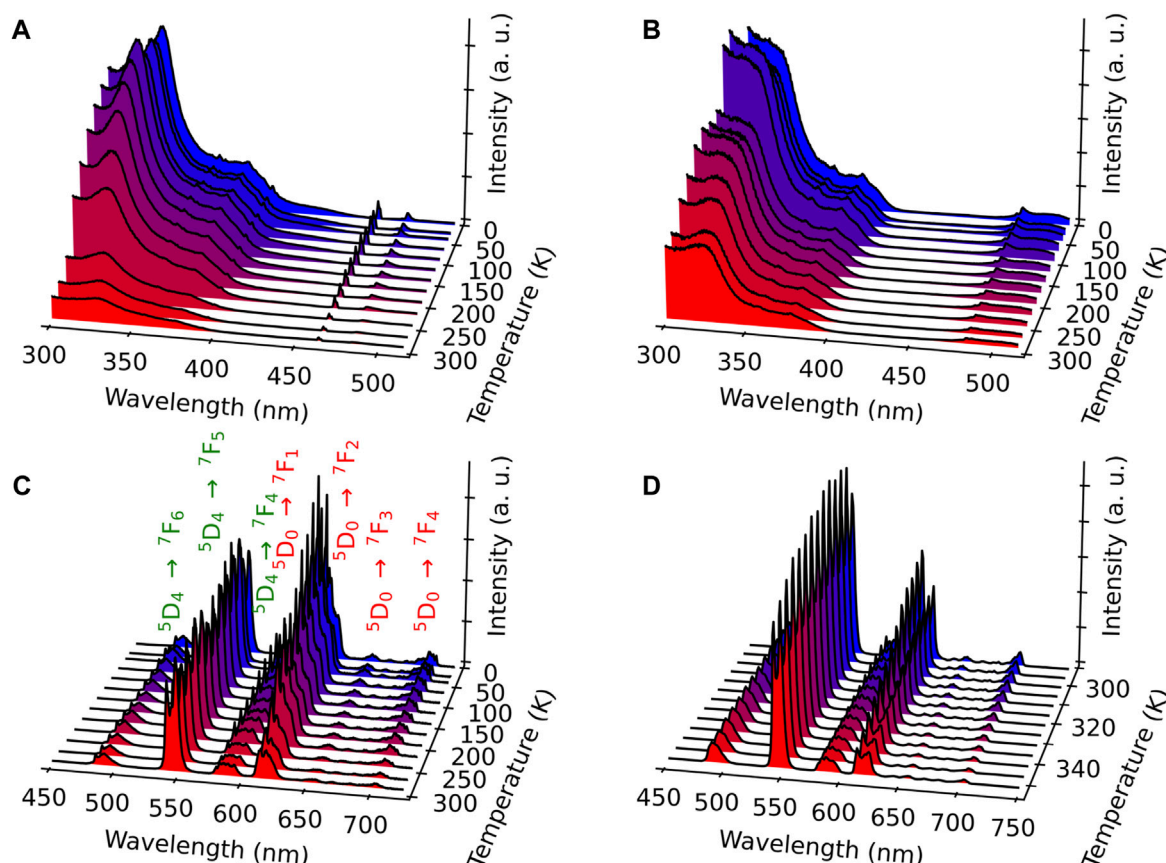 A
Intensity (a. u.)
0
50
100
150
200
250
300
Temperature (K)
300
350
400
450
500
Wavelength (nm)
B
Intensity (a. u.)
0
50
100
150
200
250
300
Temperature (K)
300
350
400
450
500
Wavelength (nm)
C
⁵D₄ → ⁷F₆
⁵D₄ → ⁷F₅
⁵D₄ → ⁷F₄
⁵D₀ → ⁷F₁
⁵D₀ → ⁷F₂
⁵D₀ → ⁷F₃
⁵D₀ → ⁷F₄
Intensity (a. u.)
0
50
100
150
200
250
300
Temperature (K)
450
500
550
600
650
700
Wavelength (nm)
D
Intensity (a. u.)
300
320
340
Temperature (K)
450
500
550
600
650
700
750
Wavelength (nm)